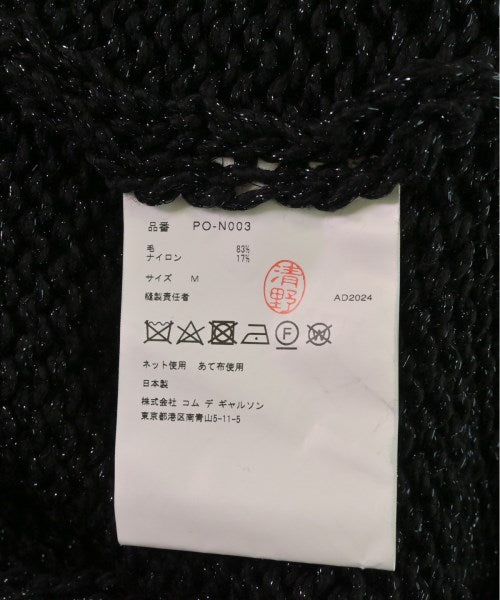 品番 PO-N003
毛 83%
ナイロン 17%
サイズ M
縫製責任者 清野 AD2024
F W
ネット使用 あて布使用
日本製
株式会社 コム デ ギャルソン
東京都港区南青山5-11-5